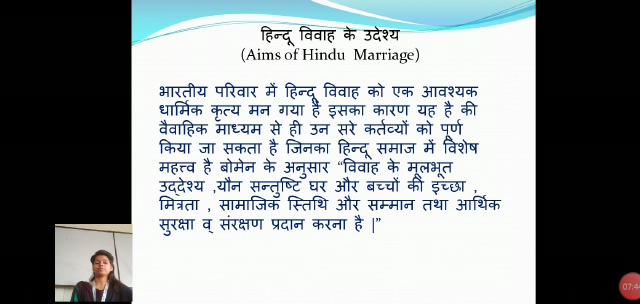 हिन्दू विवाह के उदेश्य
(Aims of Hindu Marriage)
भारतीय परिवार में हिन्दू विवाह को एक आवश्यक
धार्मिक कृत्य मन गया है इसका कारण यह है की
वैवाहिक माध्यम से ही उन सरे कर्तव्यों को पूर्ण
किया जा सकता है जिनका हिन्दू समाज में विशेष
महत्त्व है बोमेन के अनुसार “विवाह के मूलभूत
उद्देश्य ,यौन सन्तुष्टि घर और बच्चों की इच्छा ,
मित्रता , सामाजिक स्तिथि और सम्मान तथा आर्थिक
सुरक्षा व् संरक्षण प्रदान करना है |”